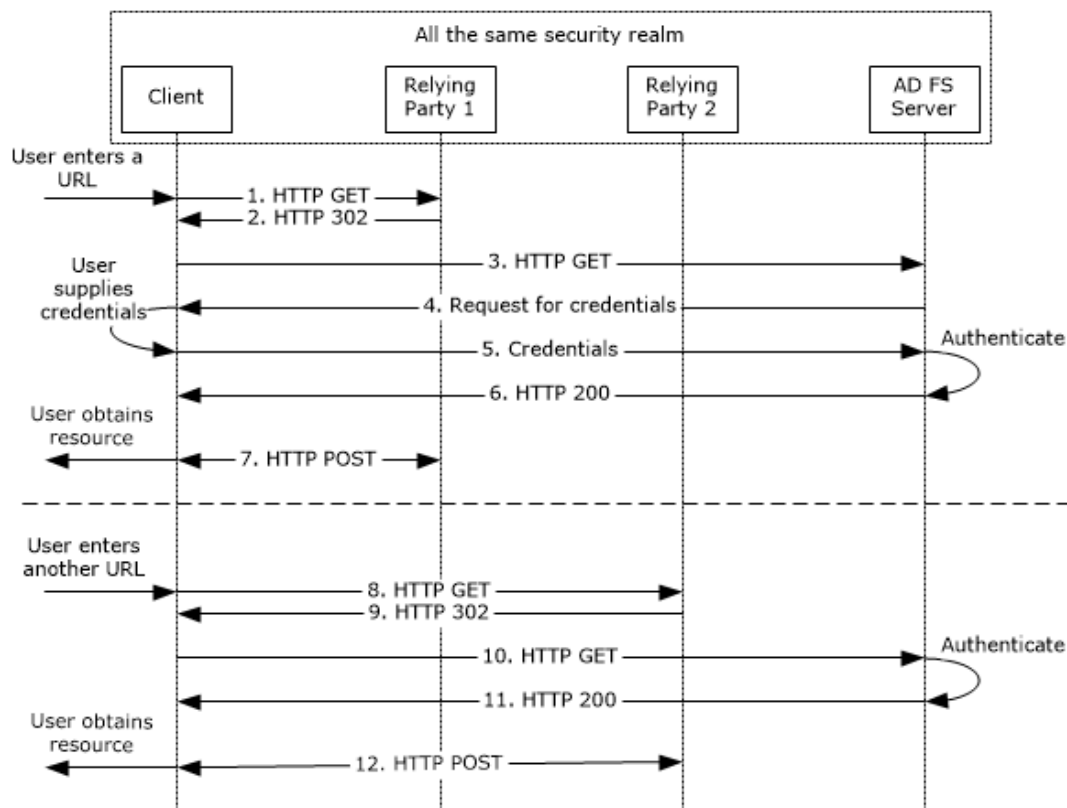 All the same security realm
Client
Relying
Party 1
Relying
Party 2
AD FS
Server
User enters a
URL
1. HTTP GET
2. HTTP 302
3. HTTP GET
User
supplies
credentials
4. Request for credentials
5. Credentials
Authenticate
6. HTTP 200
User obtains
resource
7. HTTP POST
User enters
another URL
8. HTTP GET
9. HTTP 302
10. HTTP GET
Authenticate
11. HTTP 200
User obtains
resource
12. HTTP POST